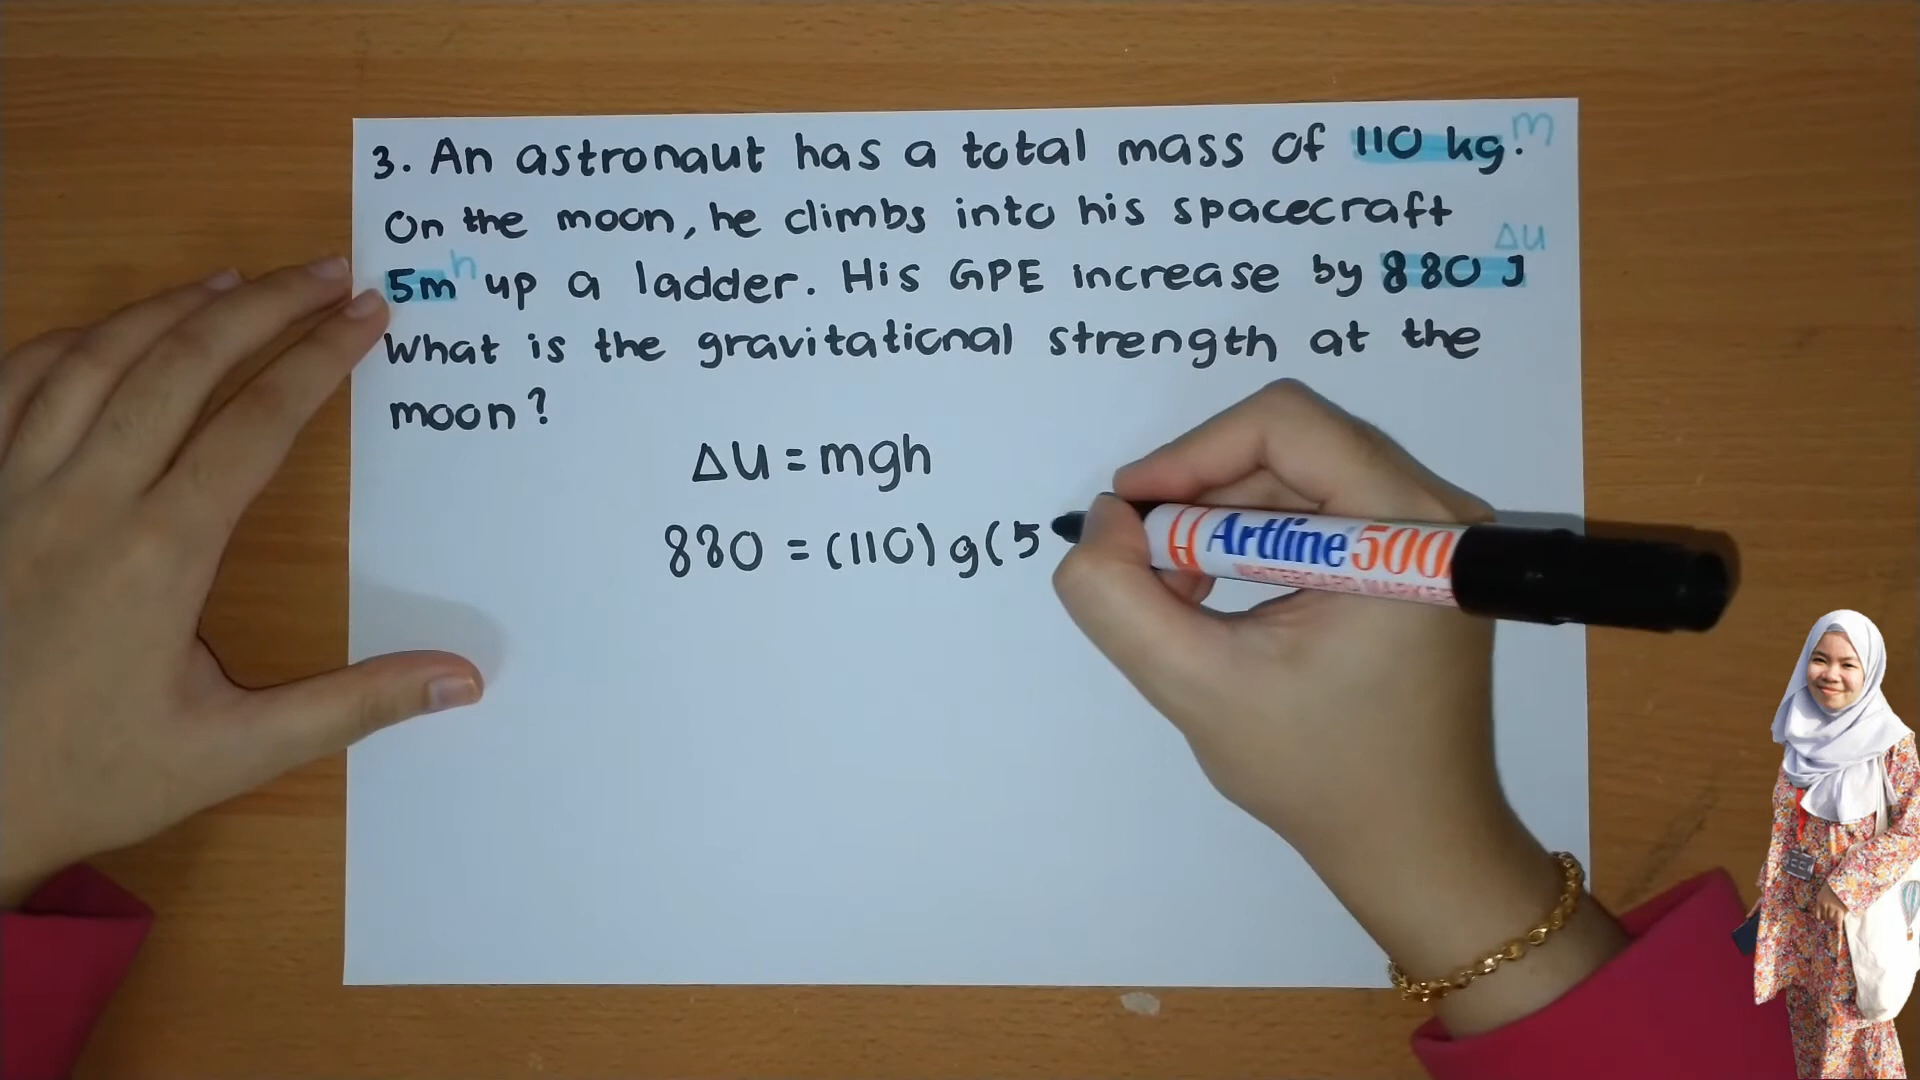 3. An astronaut has a total mass of 110 kg. m
On the moon, he climbs into his spacecraft
ΔU
5m h up a ladder. His GPE increase by 880 J
What is the gravitational strength at the
moon?
ΔU = mgh
880 = (110) g (5
Artline 500
WHITEBOARD MARKER